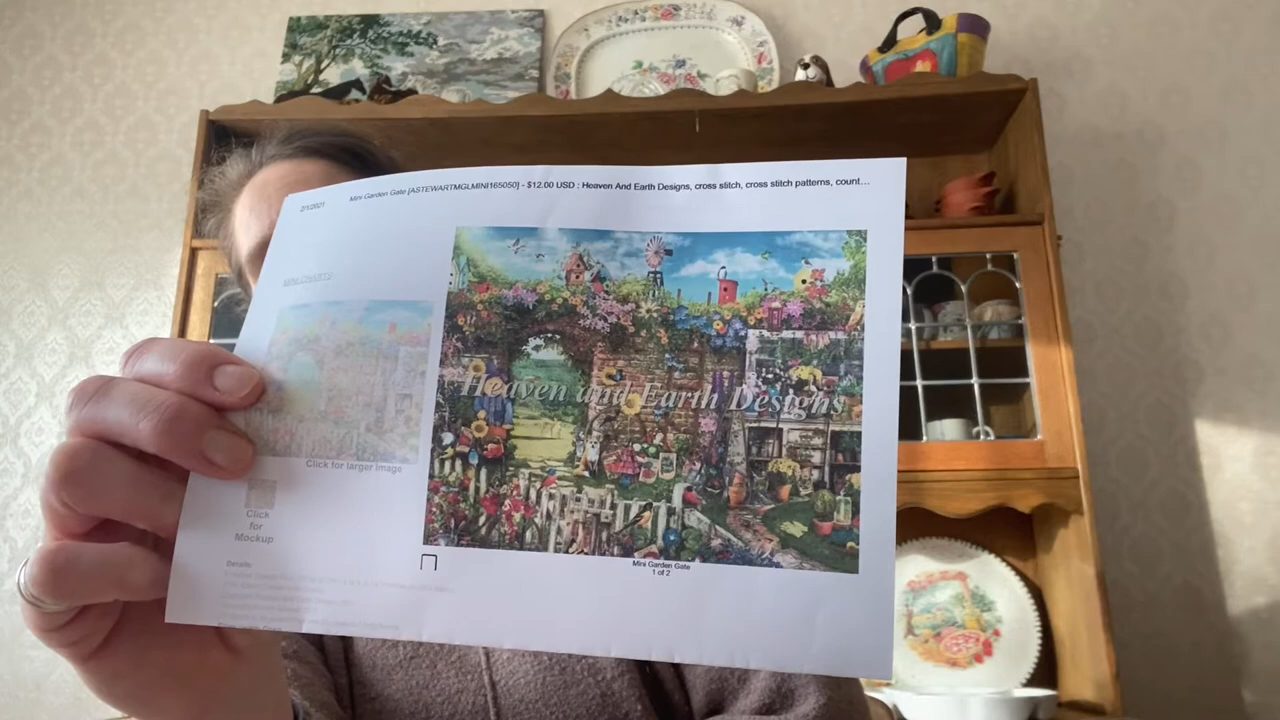 2/1/2021
Mini Garden Gate [ASTEWARTMGLMINI165050] - $12.00 USD : Heaven And Earth Designs, cross stitch, cross stitch patterns, count...
MINI CHARTS
Heaven and Earth Designs
Click for larger image
Click
for
Mockup
Details
Mini Garden Gate
1 of 2